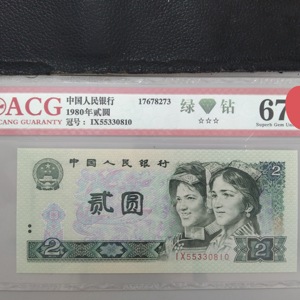 ACG
CANG GUARANTY
中国人民银行
1980年贰圆
冠号：IX55330810
17678273
绿 钻
☆☆☆
67
Superb Gem Unc
中国人民银行
贰圆
2
2
IX55330810